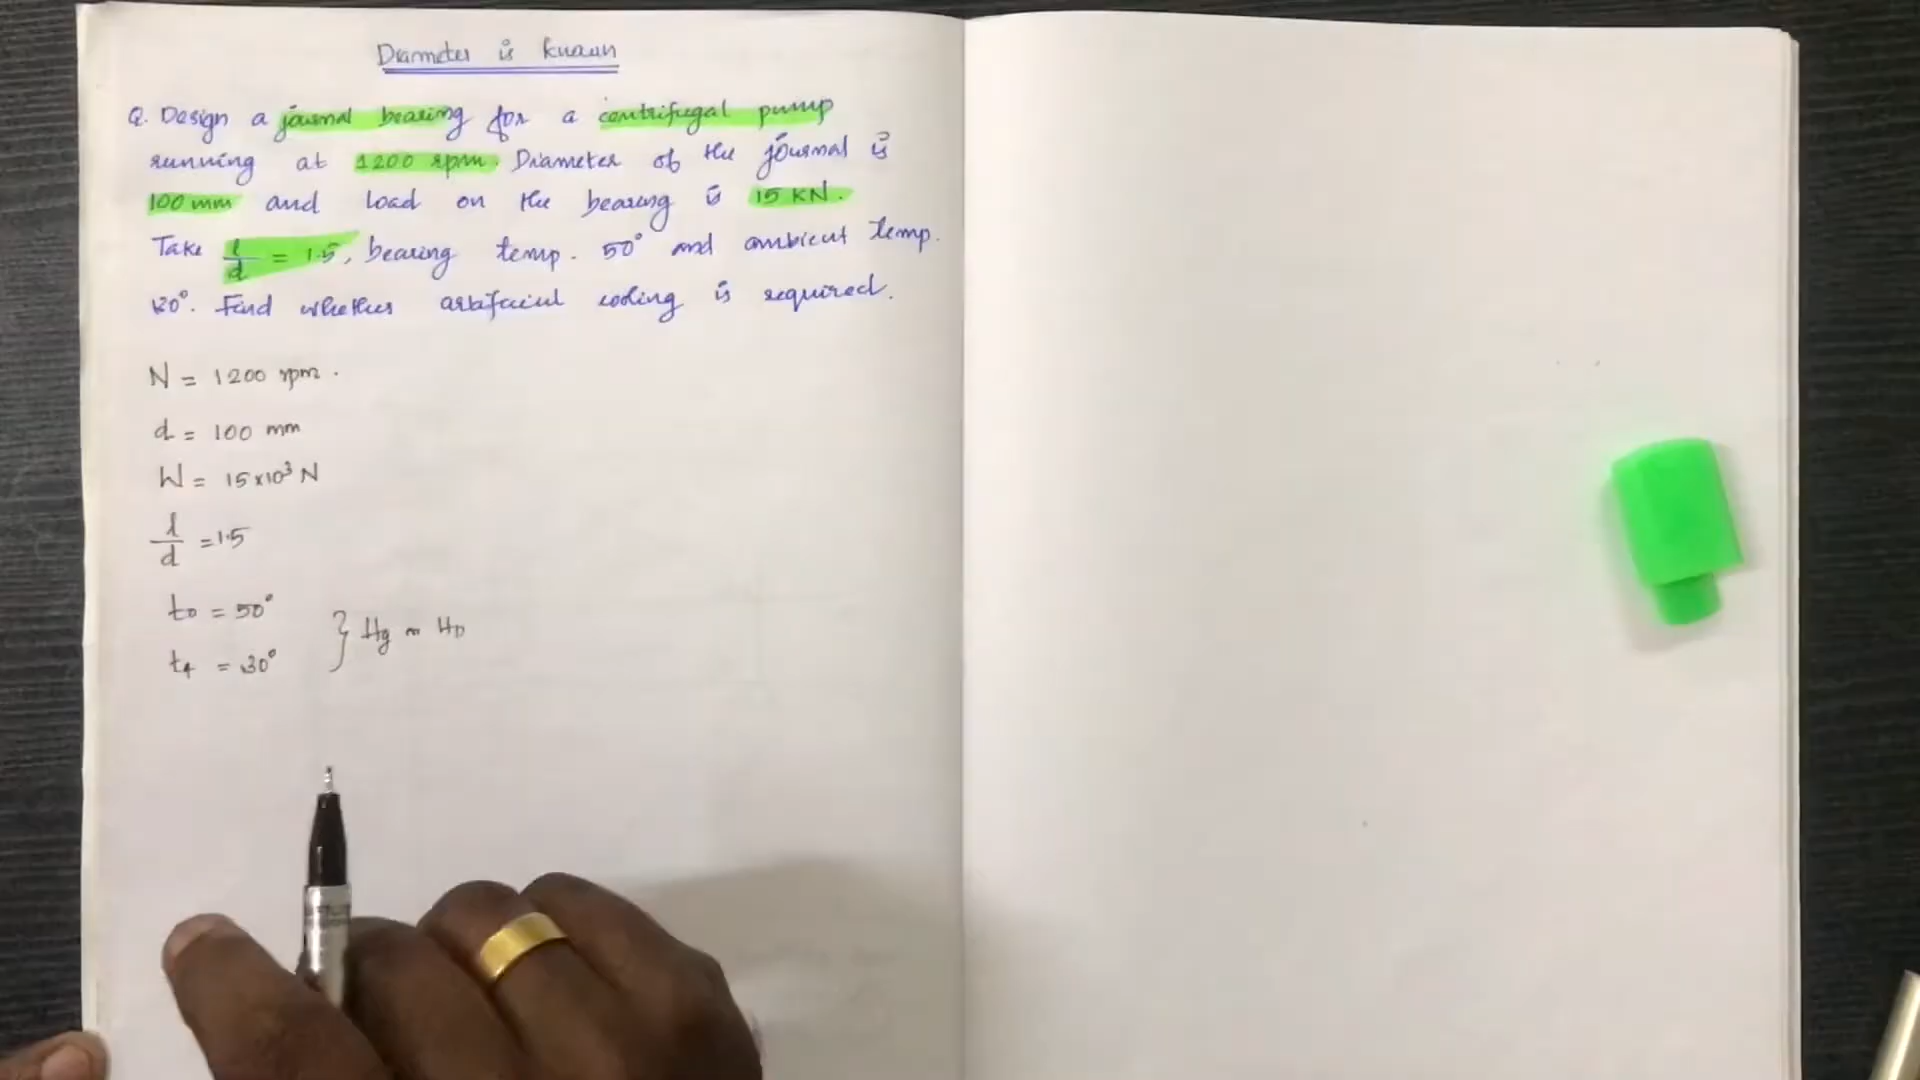 Diameter is known
Q. Design a journal bearing for a centrifugal pump
running at 1200 rpm. Diameter of the journal is
100 mm and load on the bearing is 15 KN.
Take l/d = 1.5, bearing temp. 50° and ambient temp.
30°. Find whether artificial cooling is required.
N = 1200 rpm.
d = 100 mm
W = 15×10³ N
l/d = 1.5
t₀ = 50°
} Hg m HD
= 30°